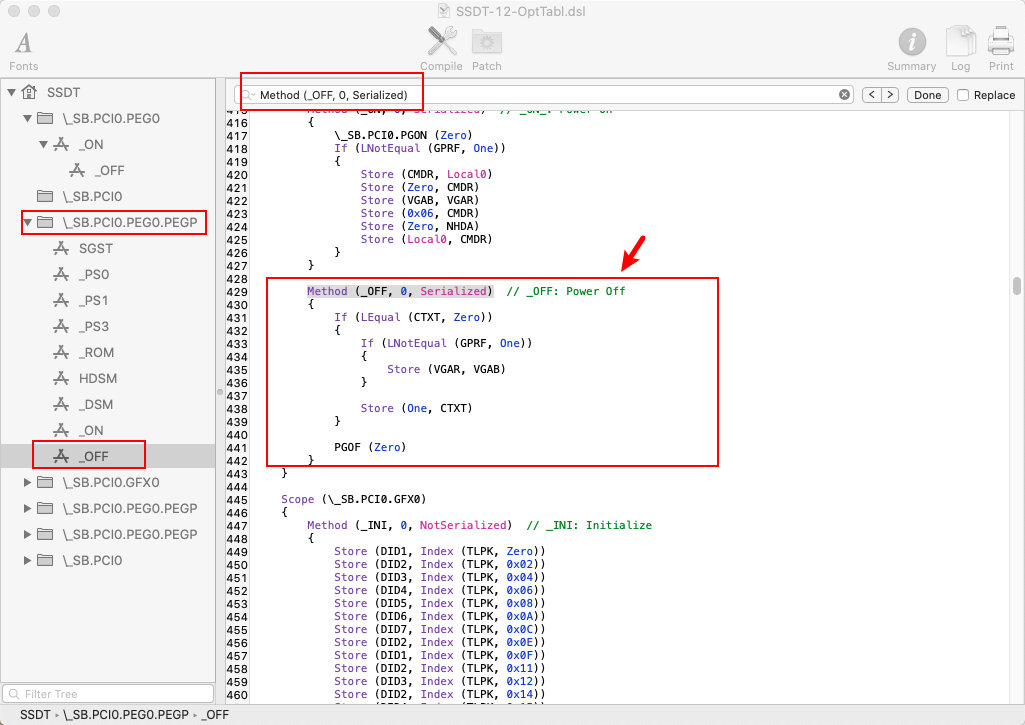 SSDT-12-OptTabl.dsl
A
Fonts
Compile
Patch
i
Summary
Log
Print
SSDT
\_SB.PCI0.PEG0
_ON
_OFF
\_SB.PCI0
\_SB.PCI0.PEG0.PEGP
SGST
_PS0
_PS1
_PS3
_ROM
HDSM
_DSM
_ON
_OFF
\_SB.PCI0.GFX0
\_SB.PCI0.PEG0.PEGP
\_SB.PCI0.PEG0.PEGP
\_SB.PCI0
Filter Tree
Method (_OFF, 0, Serialized)
< >
Done
Replace
415 Method (_ON, 0, Serialized) // _ON_: Power On
416 {
417 \_SB.PCI0.PGON (Zero)
418 If (LNotEqual (GPRF, One))
419 {
420 Store (CMDR, Local0)
421 Store (Zero, CMDR)
422 Store (VGAB, VGAR)
423 Store (0x06, CMDR)
424 Store (Zero, NHDA)
425 Store (Local0, CMDR)
426 }
427 }
428
429 Method (_OFF, 0, Serialized) // _OFF: Power Off
430 {
431 If (LEqual (CTXT, Zero))
432 {
433 If (LNotEqual (GPRF, One))
434 {
435 Store (VGAR, VGAB)
436 }
437
438 Store (One, CTXT)
439 }
440
441 PGOF (Zero)
442 }
443 }
444
445 Scope (\_SB.PCI0.GFX0)
446 {
447 Method (_INI, 0, NotSerialized) // _INI: Initialize
448 {
449 Store (DID1, Index (TLPK, Zero))
450 Store (DID2, Index (TLPK, 0x02))
451 Store (DID3, Index (TLPK, 0x04))
452 Store (DID4, Index (TLPK, 0x06))
453 Store (DID5, Index (TLPK, 0x08))
454 Store (DID6, Index (TLPK, 0x0A))
455 Store (DID7, Index (TLPK, 0x0C))
456 Store (DID2, Index (TLPK, 0x0E))
457 Store (DID1, Index (TLPK, 0x0F))
458 Store (DID2, Index (TLPK, 0x11))
459 Store (DID3, Index (TLPK, 0x12))
460 Store (DID2, Index (TLPK, 0x14))
SSDT \_SB.PCI0.PEG0.PEGP _OFF